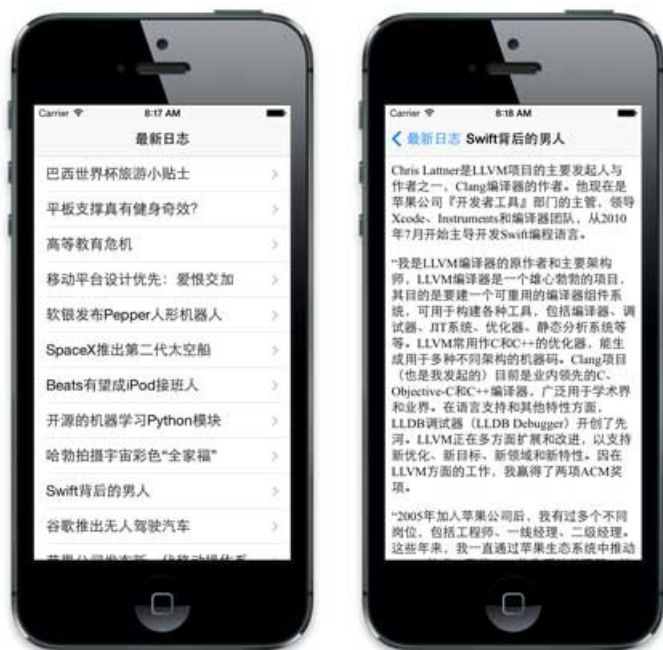 Carrier 8:17 AM
最新日志
巴西世界杯旅游小贴士
平板支撑真有健身奇效?
高等教育危机
移动平台设计优先：爱恨交加
软银发布Pepper人形机器人
SpaceX推出第二代太空船
Beats有望成iPod接班人
开源的机器学习Python模块
哈勃拍摄宇宙彩色“全家福”
Swift背后的男人
谷歌推出无人驾驶汽车
Carrier 8:18 AM
最新日志 Swift背后的男人
Chris Lattner是LLVM项目的主要发起人与
作者之一，Clang编译器的作者。他现在是
苹果公司『开发者工具』部门的主管，领导
Xcode、Instruments和编译器团队，从2010
年7月开始主导开发Swift编程语言。
“我是LLVM编译器的原作者和主要架构
师，LLVM编译器是一个雄心勃勃的项目，
其目的是要建一个可重用的编译器组件系
统，可用于构建各种工具，包括编译器、调
试器、JIT系统、优化器、静态分析系统等
等。LLVM常用作C和C++的优化器，能生
成用于多种不同架构的机器码。Clang项目
（也是我发起的）目前是业内领先的C、
Objective-C和C++编译器，广泛用于学术界
和业界。在语言支持和其他特性方面，
LLDB调试器（LLDB Debugger）开创了先
河。LLVM正在多方面扩展和改进，以支持
新优化、新目标、新领域和新特性。因在
LLVM方面的工作，我赢得了两项ACM奖
项。
“2005年加入苹果公司后，我有过多个不同
岗位，包括工程师、一线经理、二级经理。
这些年来，我一直通过苹果生态系统中推动